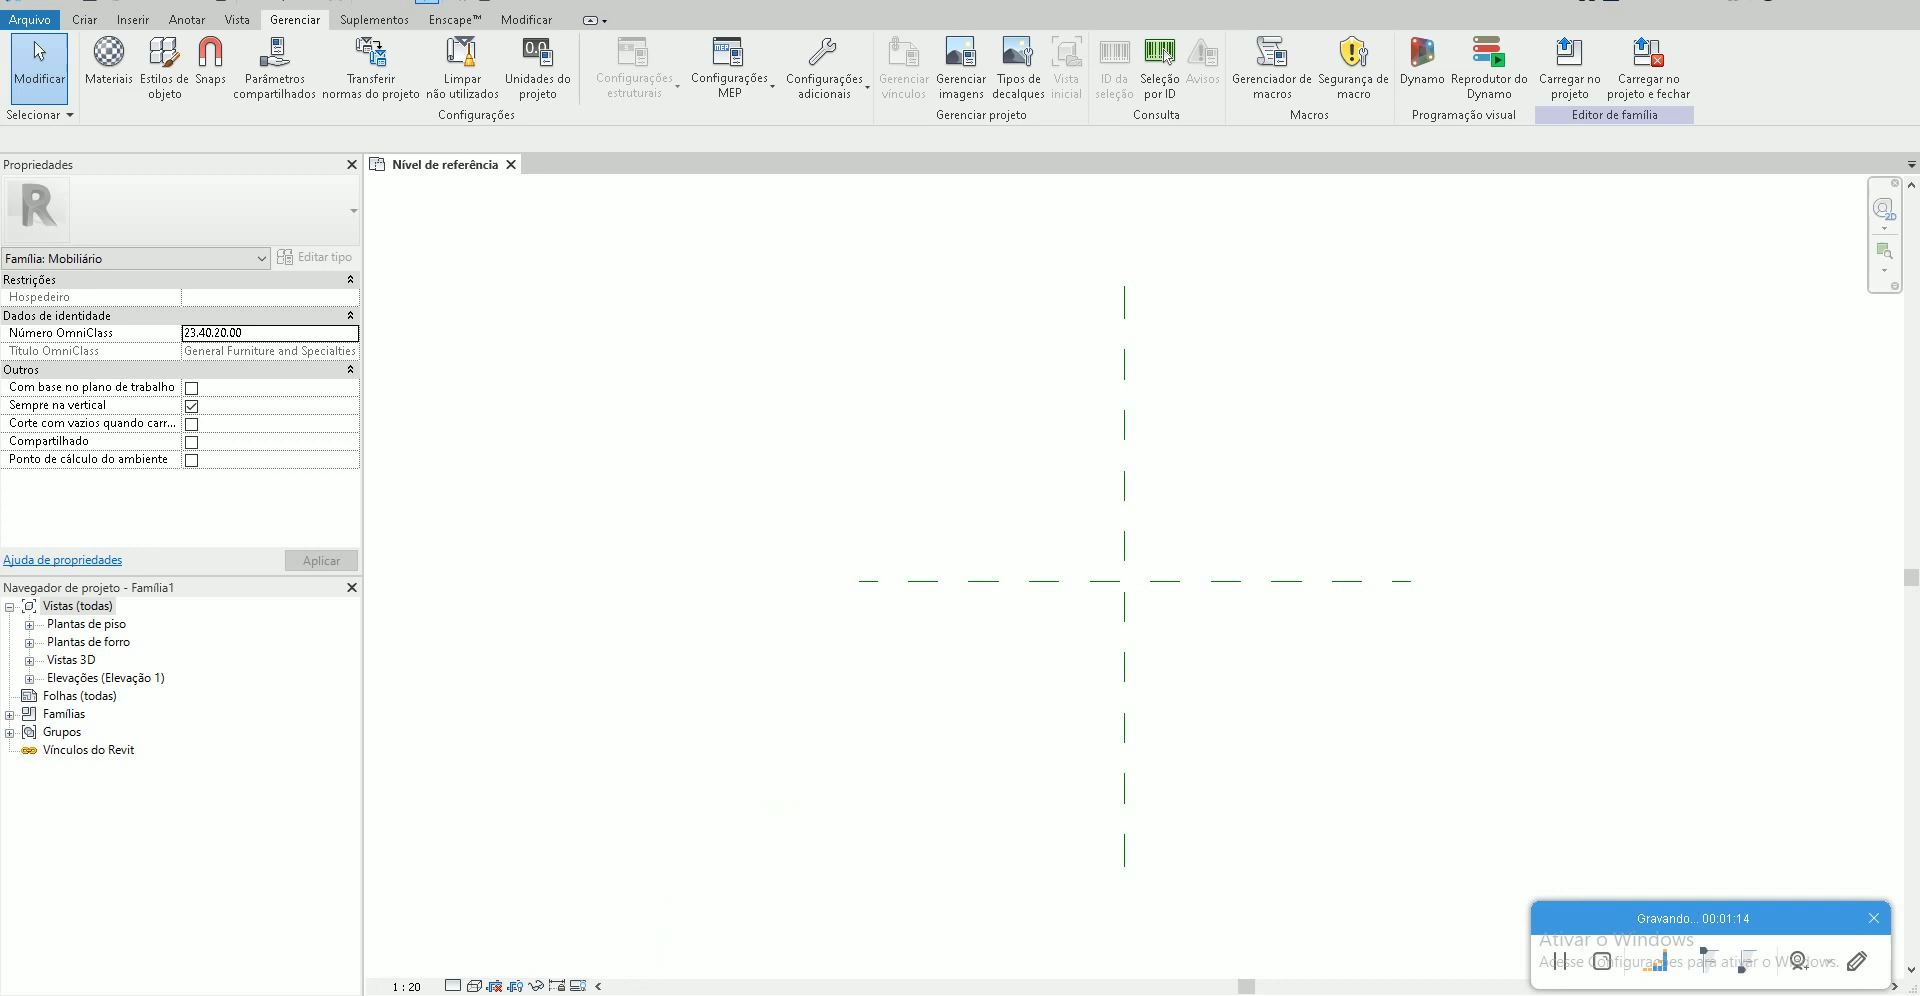 Arquivo Criar Inserir Anotar Vista Gerenciar Suplementos Enscape™ Modificar
Modificar
Materiais
Estilos de
objeto
Snaps
Parâmetros
compartilhados
Transferir
normas do projeto
Limpar
não utilizados
Unidades do
projeto
Configurações
estruturais
Configurações
MEP
Configurações
adicionais
Gerenciar
vínculos
Gerenciar
imagens
Tipos de
decalques
Vista
inicial
ID da
seleção
Seleção
por ID
Avisos
Gerenciador de
macros
Segurança de
macro
Dynamo
Reprodutor do
Dynamo
Carregar no
projeto
Carregar no
projeto e fechar
Selecionar
Configurações
Gerenciar projeto
Consulta
Macros
Programação visual
Editor de família
Propriedades
Nível de referência
R
Família: Mobiliário
Editar tipo
Restrições
Hospedeiro
Dados de identidade
Número OmniClass 23.40.20.00
Título OmniClass General Furniture and Specialties
Outros
Com base no plano de trabalho
Sempre na vertical
Corte com vazios quando carr...
Compartilhado
Ponto de cálculo do ambiente
Ajuda de propriedades
Aplicar
Navegador de projeto - Família1
Vistas (todas)
Plantas de piso
Plantas de forro
Vistas 3D
Elevações (Elevação 1)
Folhas (todas)
Famílias
Grupos
Vínculos do Revit
2D
Gravando... 00:01:14
Ativar o Windows
Acesse Configurações para ativar o Windows.
1 : 20